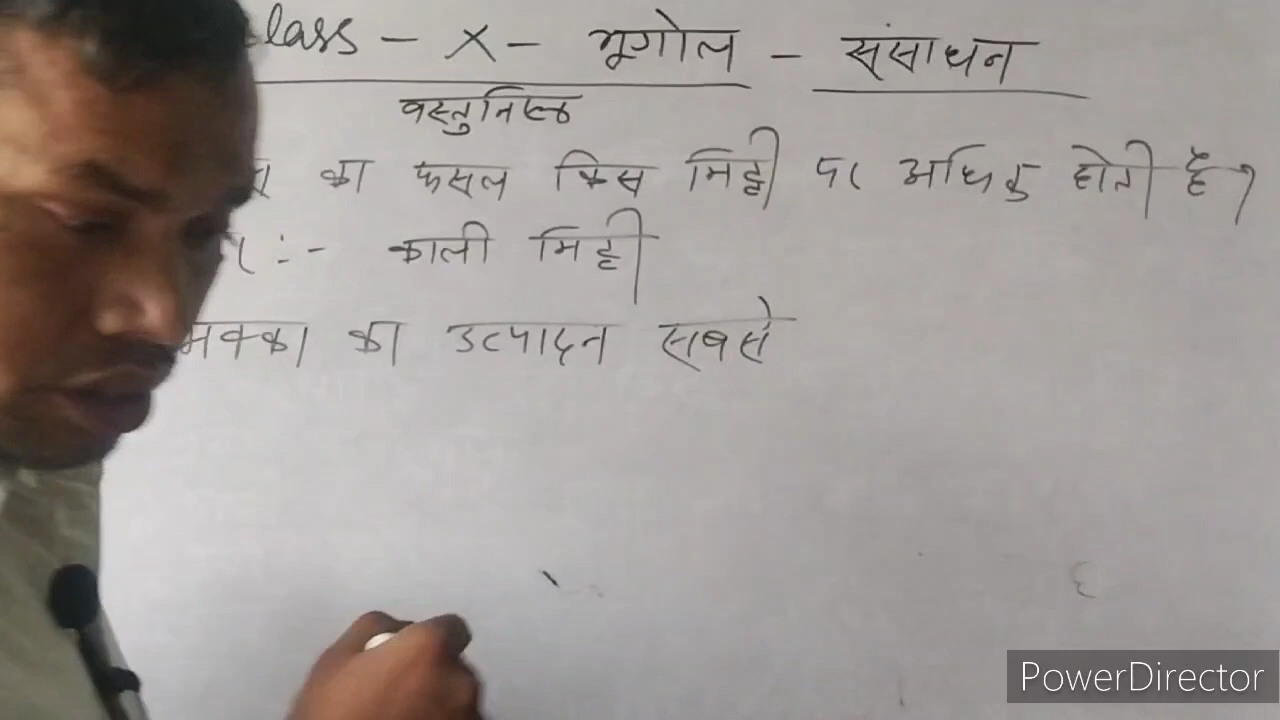 lass - X - भूगोल - संसाधन
वस्तुनिष्ठ
का फसल किस मिट्टी पर अधिक होती है?
:- काली मिट्टी
मक्का का उत्पादन सबसे
PowerDirector